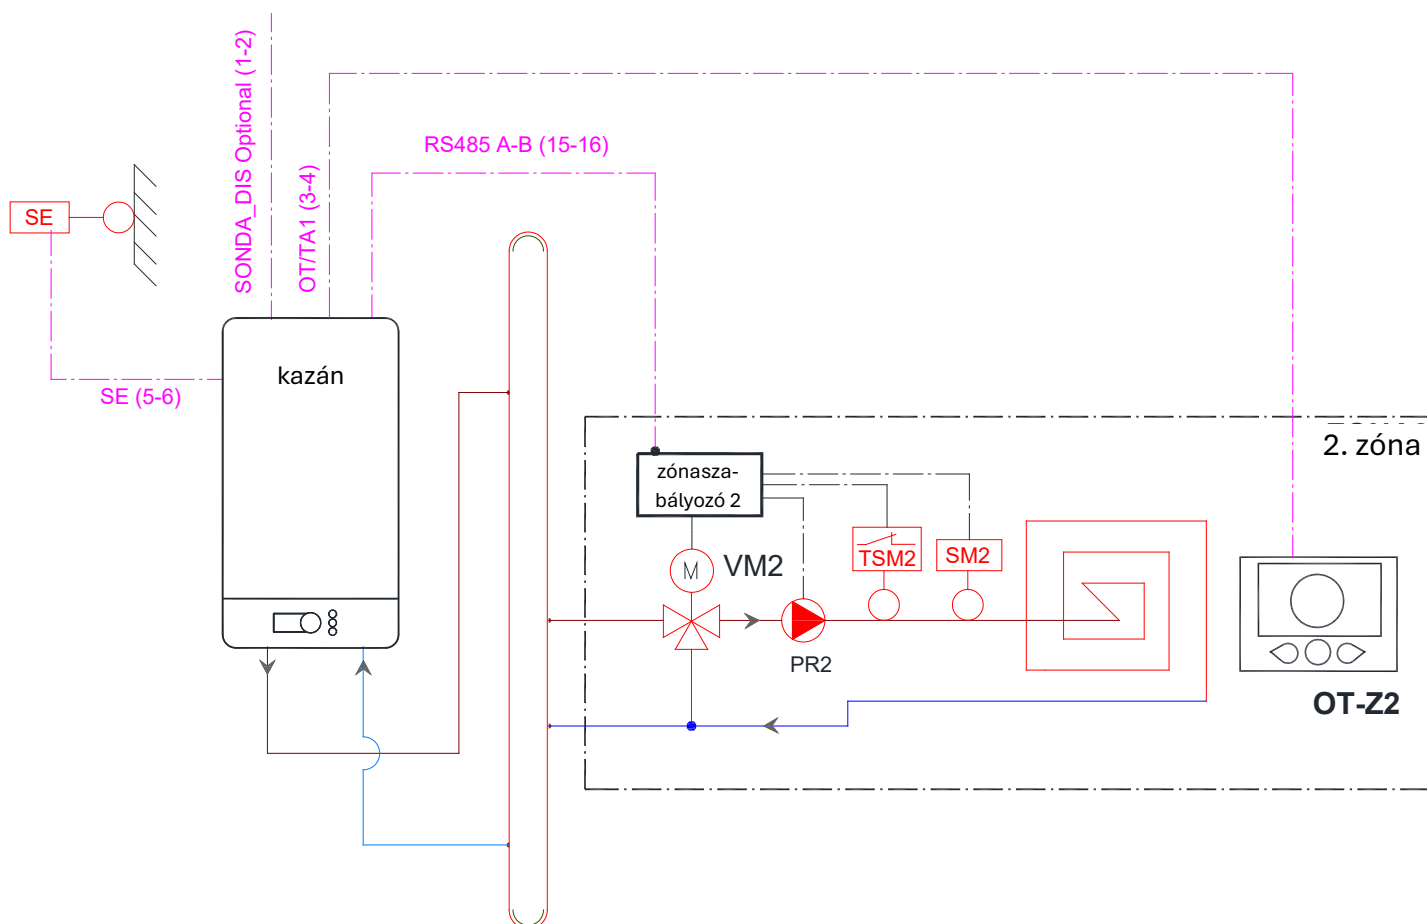 SONDA_DIS Optional (1-2)
OT/TA1 (3-4)
RS485 A-B (15-16)
SE
kazán
SE (5-6)
2. zóna
zónasza-
bályozó 2
M
VM2
TSM2
SM2
PR2
OT-Z2